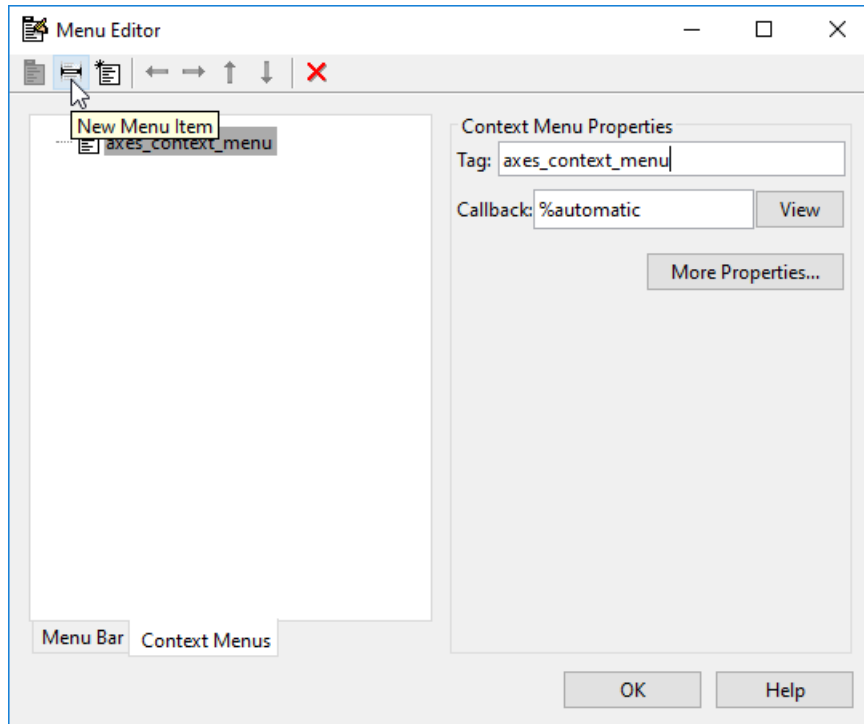 Menu Editor
New Menu Item
axes_context_menu
Context Menu Properties
Tag: axes_context_menu
Callback: %automatic View
More Properties...
Menu Bar Context Menus
OK Help